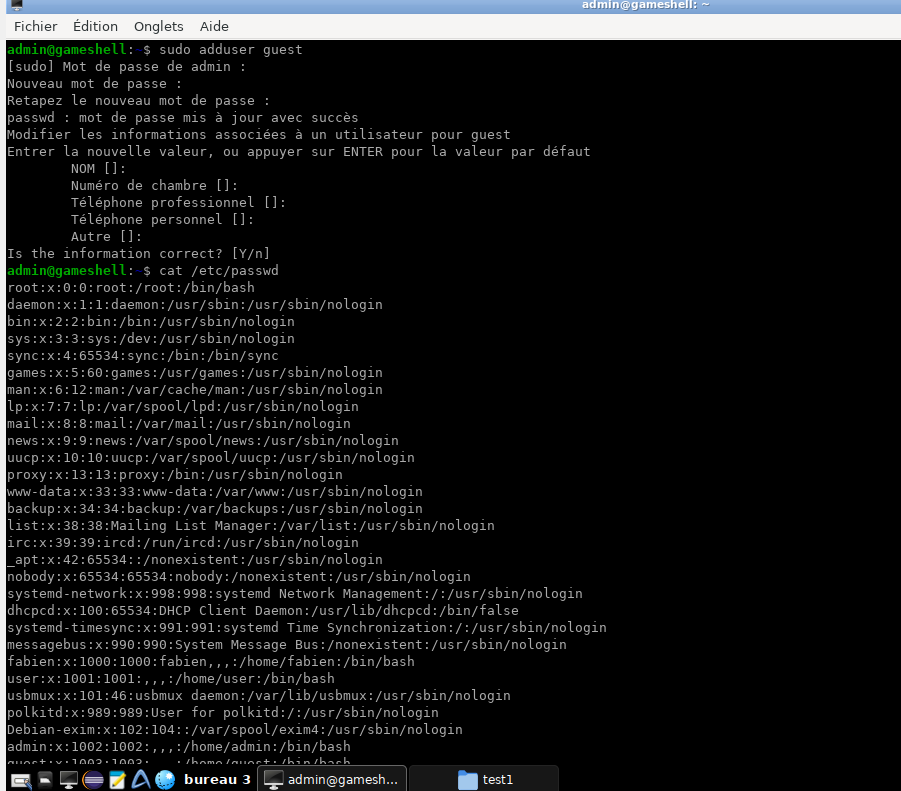 admin@gameshell: ~
Fichier Édition Onglets Aide
admin@gameshell:~$ sudo adduser guest
[sudo] Mot de passe de admin :
Nouveau mot de passe :
Retapez le nouveau mot de passe :
passwd : mot de passe mis à jour avec succès
Modifier les informations associées à un utilisateur pour guest
Entrer la nouvelle valeur, ou appuyer sur ENTER pour la valeur par défaut
NOM []:
Numéro de chambre []:
Téléphone professionnel []:
Téléphone personnel []:
Autre []:
Is the information correct? [Y/n]
admin@gameshell:~$ cat /etc/passwd
root:x:0:0:root:/root:/bin/bash
daemon:x:1:1:daemon:/usr/sbin:/usr/sbin/nologin
bin:x:2:2:bin:/bin:/usr/sbin/nologin
sys:x:3:3:sys:/dev:/usr/sbin/nologin
sync:x:4:65534:sync:/bin:/bin/sync
games:x:5:60:games:/usr/games:/usr/sbin/nologin
man:x:6:12:man:/var/cache/man:/usr/sbin/nologin
lp:x:7:7:lp:/var/spool/lpd:/usr/sbin/nologin
mail:x:8:8:mail:/var/mail:/usr/sbin/nologin
news:x:9:9:news:/var/spool/news:/usr/sbin/nologin
uucp:x:10:10:uucp:/var/spool/uucp:/usr/sbin/nologin
proxy:x:13:13:proxy:/bin:/usr/sbin/nologin
www-data:x:33:33:www-data:/var/www:/usr/sbin/nologin
backup:x:34:34:backup:/var/backups:/usr/sbin/nologin
list:x:38:38:Mailing List Manager:/var/list:/usr/sbin/nologin
irc:x:39:39:ircd:/run/ircd:/usr/sbin/nologin
_apt:x:42:65534::/nonexistent:/usr/sbin/nologin
nobody:x:65534:65534:nobody:/nonexistent:/usr/sbin/nologin
systemd-network:x:998:998:systemd Network Management:/:/usr/sbin/nologin
dhcpcd:x:100:65534:DHCP Client Daemon:/usr/lib/dhcpcd:/bin/false
systemd-timesync:x:991:991:systemd Time Synchronization:/:/usr/sbin/nologin
messagebus:x:990:990:System Message Bus:/nonexistent:/usr/sbin/nologin
fabien:x:1000:1000:fabien,,,:/home/fabien:/bin/bash
user:x:1001:1001:,,,:/home/user:/bin/bash
usbmux:x:101:46:usbmux daemon:/var/lib/usbmux:/usr/sbin/nologin
polkitd:x:989:989:User for polkitd:/:/usr/sbin/nologin
Debian-exim:x:102:104::/var/spool/exim4:/usr/sbin/nologin
admin:x:1002:1002:,,,:/home/admin:/bin/bash
guest:x:1003:1003:,,,:/home/guest:/bin/bash
bureau 3 admin@gamesh... test1